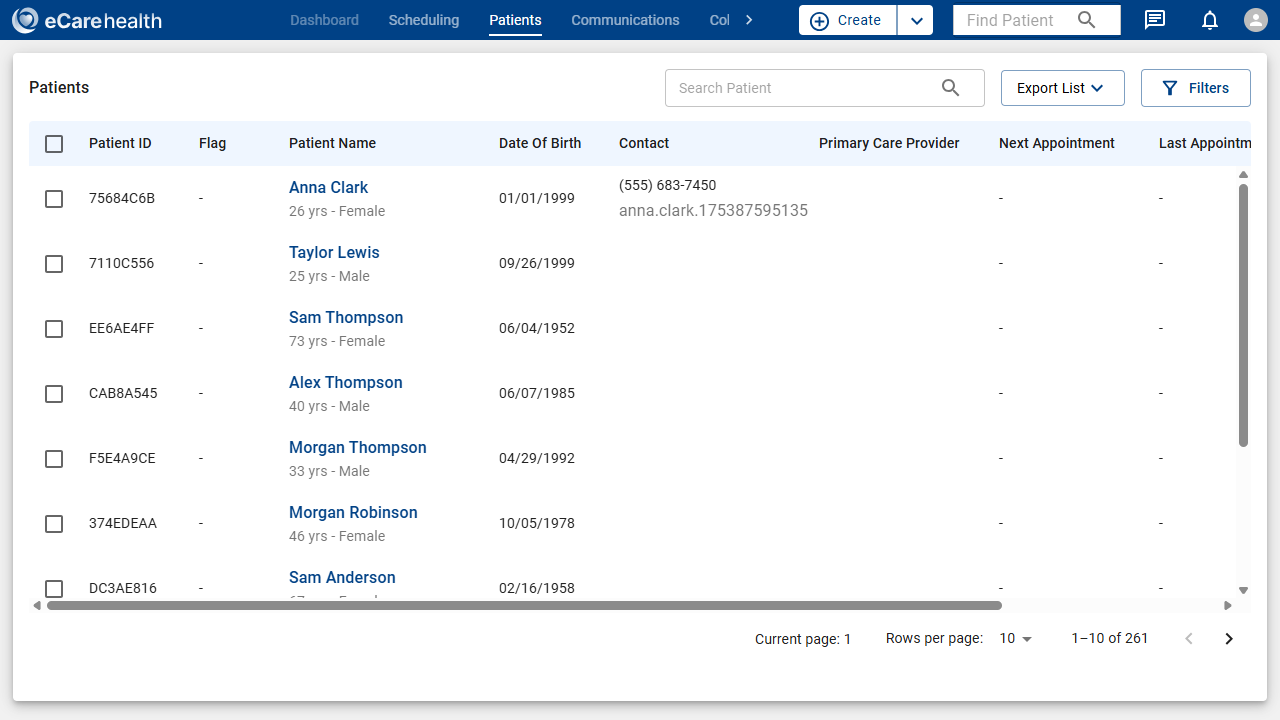 eCarehealth Dashboard Scheduling Patients Communications Col Create Find Patient
Patients Search Patient Export List Filters
Patient ID Flag Patient Name Date Of Birth Contact Primary Care Provider Next Appointment Last Appointm
75684C6B - Anna Clark 01/01/1999 (555) 683-7450 - -
26 yrs - Female anna.clark.175387595135
7110C556 - Taylor Lewis 09/26/1999 - -
25 yrs - Male
EE6AE4FF - Sam Thompson 06/04/1952 - -
73 yrs - Female
CAB8A545 - Alex Thompson 06/07/1985 - -
40 yrs - Male
F5E4A9CE - Morgan Thompson 04/29/1992 - -
33 yrs - Male
374EDEAA - Morgan Robinson 10/05/1978 - -
46 yrs - Female
DC3AE816 - Sam Anderson 02/16/1958 - -
Current page: 1 Rows per page: 10 1–10 of 261